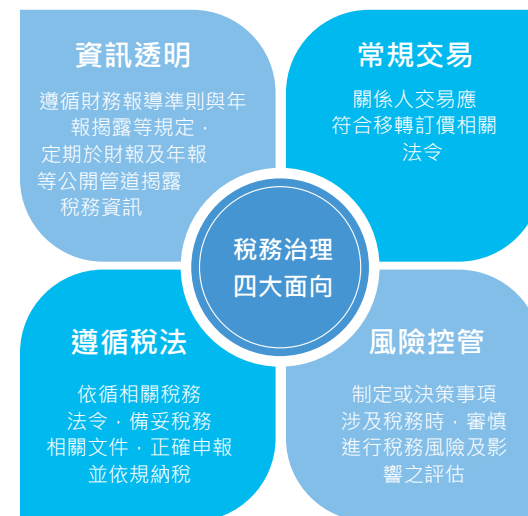 資訊透明
遵循財務報導準則與年
報揭露等規定，
定期於財報及年報
等公開管道揭露
稅務資訊
常規交易
關係人交易應
符合移轉訂價相關
法令
稅務治理
四大面向
遵循稅法
依循相關稅務
法令，備妥稅務
相關文件，正確申報
並依規納稅
風險控管
制定或決策事項
涉及稅務時，審慎
進行稅務風險及影
響之評估